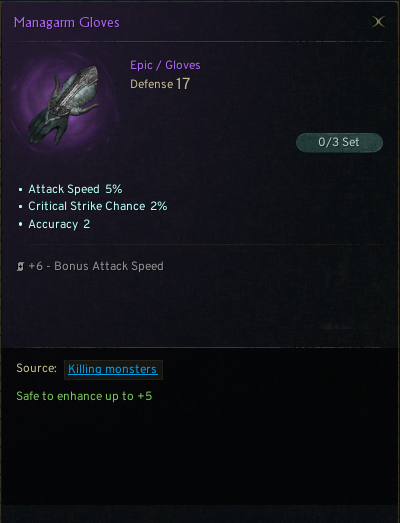 Managarm Gloves
Epic / Gloves
Defense 17
0/3 Set
• Attack Speed 5%
• Critical Strike Chance 2%
• Accuracy 2
+6 - Bonus Attack Speed
Source: Killing monsters
Safe to enhance up to +5